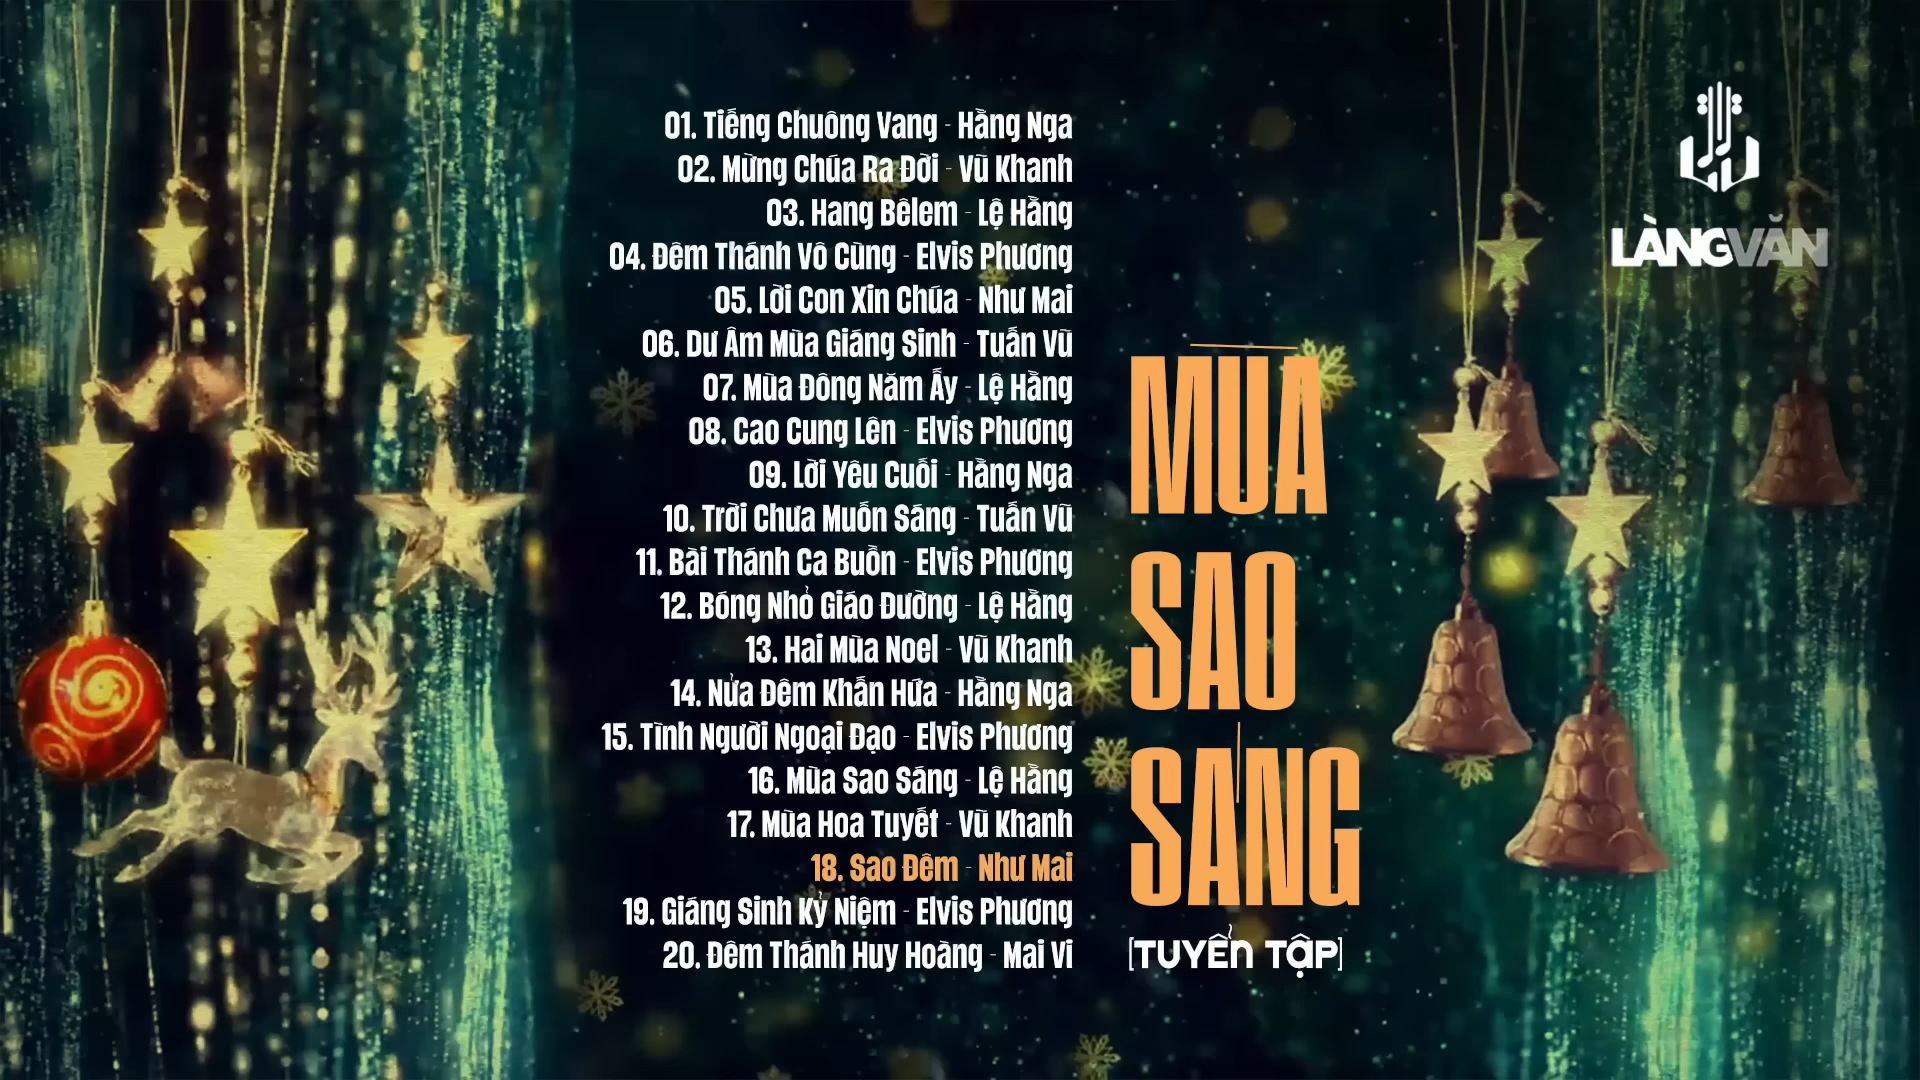 01. Tiếng Chuông Vang - Hằng Nga
02. Mừng Chúa Ra Đời - Vũ Khanh
03. Hang Bêlem - Lệ Hằng
04. Đêm Thánh Vô Cùng - Elvis Phương
05. Lời Con Xin Chúa - Như Mai
06. Dư Âm Mùa Giáng Sinh - Tuấn Vũ
07. Mùa Đông Năm Ấy - Lệ Hằng
08. Cao Cung Lên - Elvis Phương
09. Lời Yêu Cuối - Hằng Nga
10. Trời Chưa Muốn Sáng - Tuấn Vũ
11. Bài Thánh Ca Buồn - Elvis Phương
12. Bóng Nhỏ Giáo Đường - Lệ Hằng
13. Hai Mùa Noel - Vũ Khanh
14. Nửa Đêm Khấn Hứa - Hằng Nga
15. Tình Người Ngoại Đạo - Elvis Phương
16. Mùa Sao Sáng - Lệ Hằng
17. Mùa Hoa Tuyết - Vũ Khanh
18. Sao Đêm - Như Mai
19. Giáng Sinh Kỷ Niệm - Elvis Phương
20. Đêm Thánh Huy Hoàng - Mai Vi
MÙA
SAO
SÁNG
[TUYỂN TẬP]
LÀNGVĂN